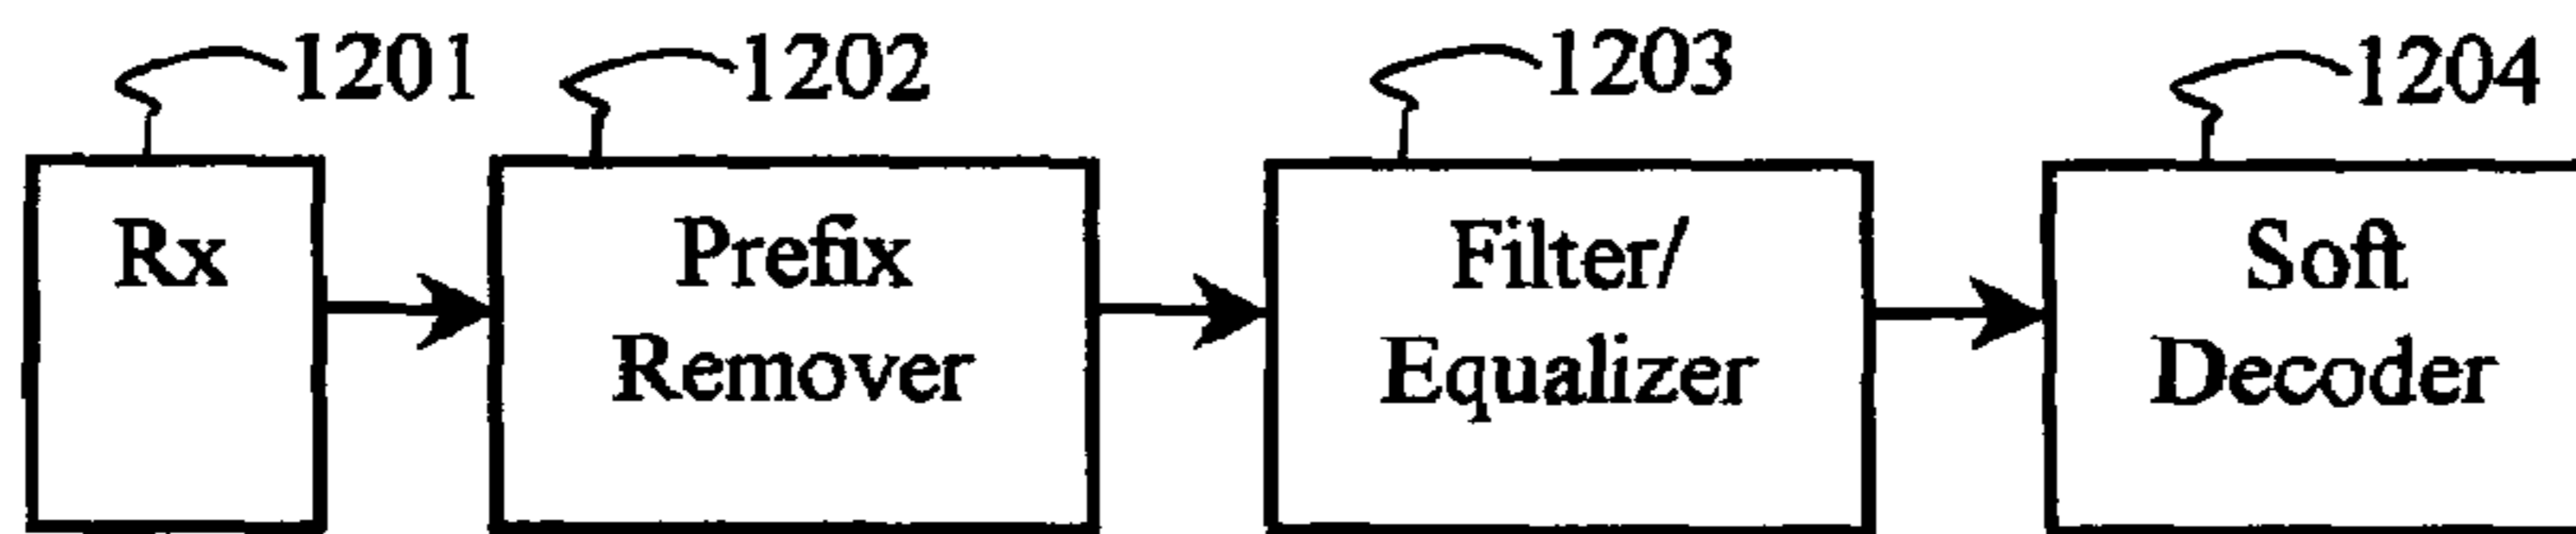 1201 1202 1203 1204
Rx
Prefix
Remover
Filter/
Equalizer
Soft
Decoder